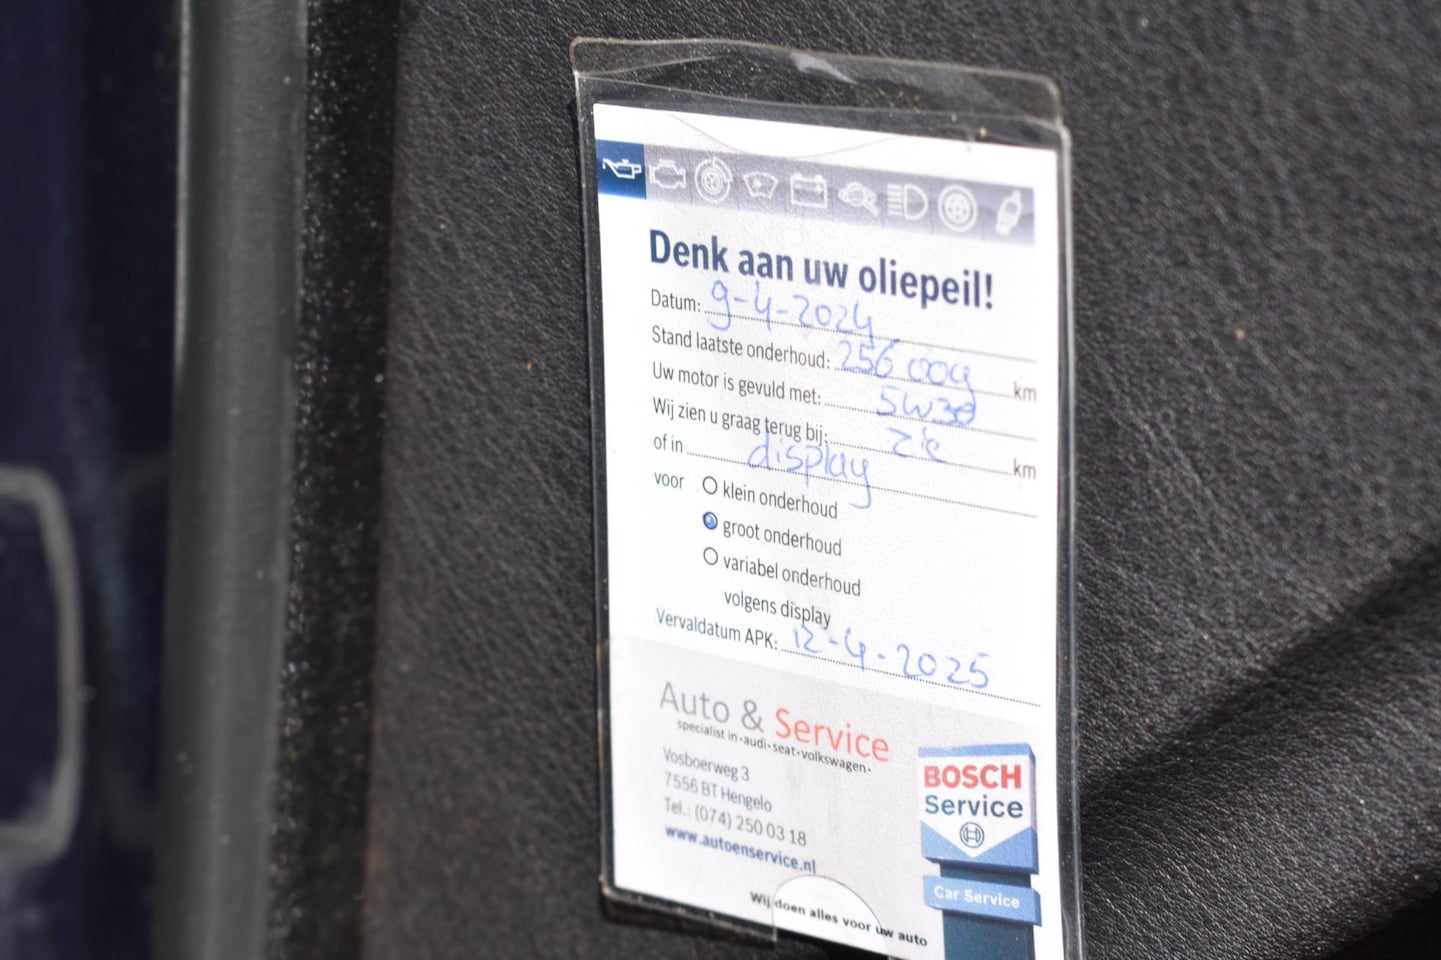 Denk aan uw oliepeil!
Datum: 9-4-2024
Stand laatste onderhoud: 256 009 km
Uw motor is gevuld met: 5W30
Wij zien u graag terug bij: zie km
of in display
voor klein onderhoud
groot onderhoud
variabel onderhoud
volgens display
Vervaldatum APK: 12-4-2025
Auto & Service
specialist in •audi•seat•volkswagen•
Vosboerweg 3
7556 BT Hengelo
Tel.: (074) 250 03 18
www.autoenservice.nl
BOSCH
Service
Car Service
Wij doen alles voor uw auto